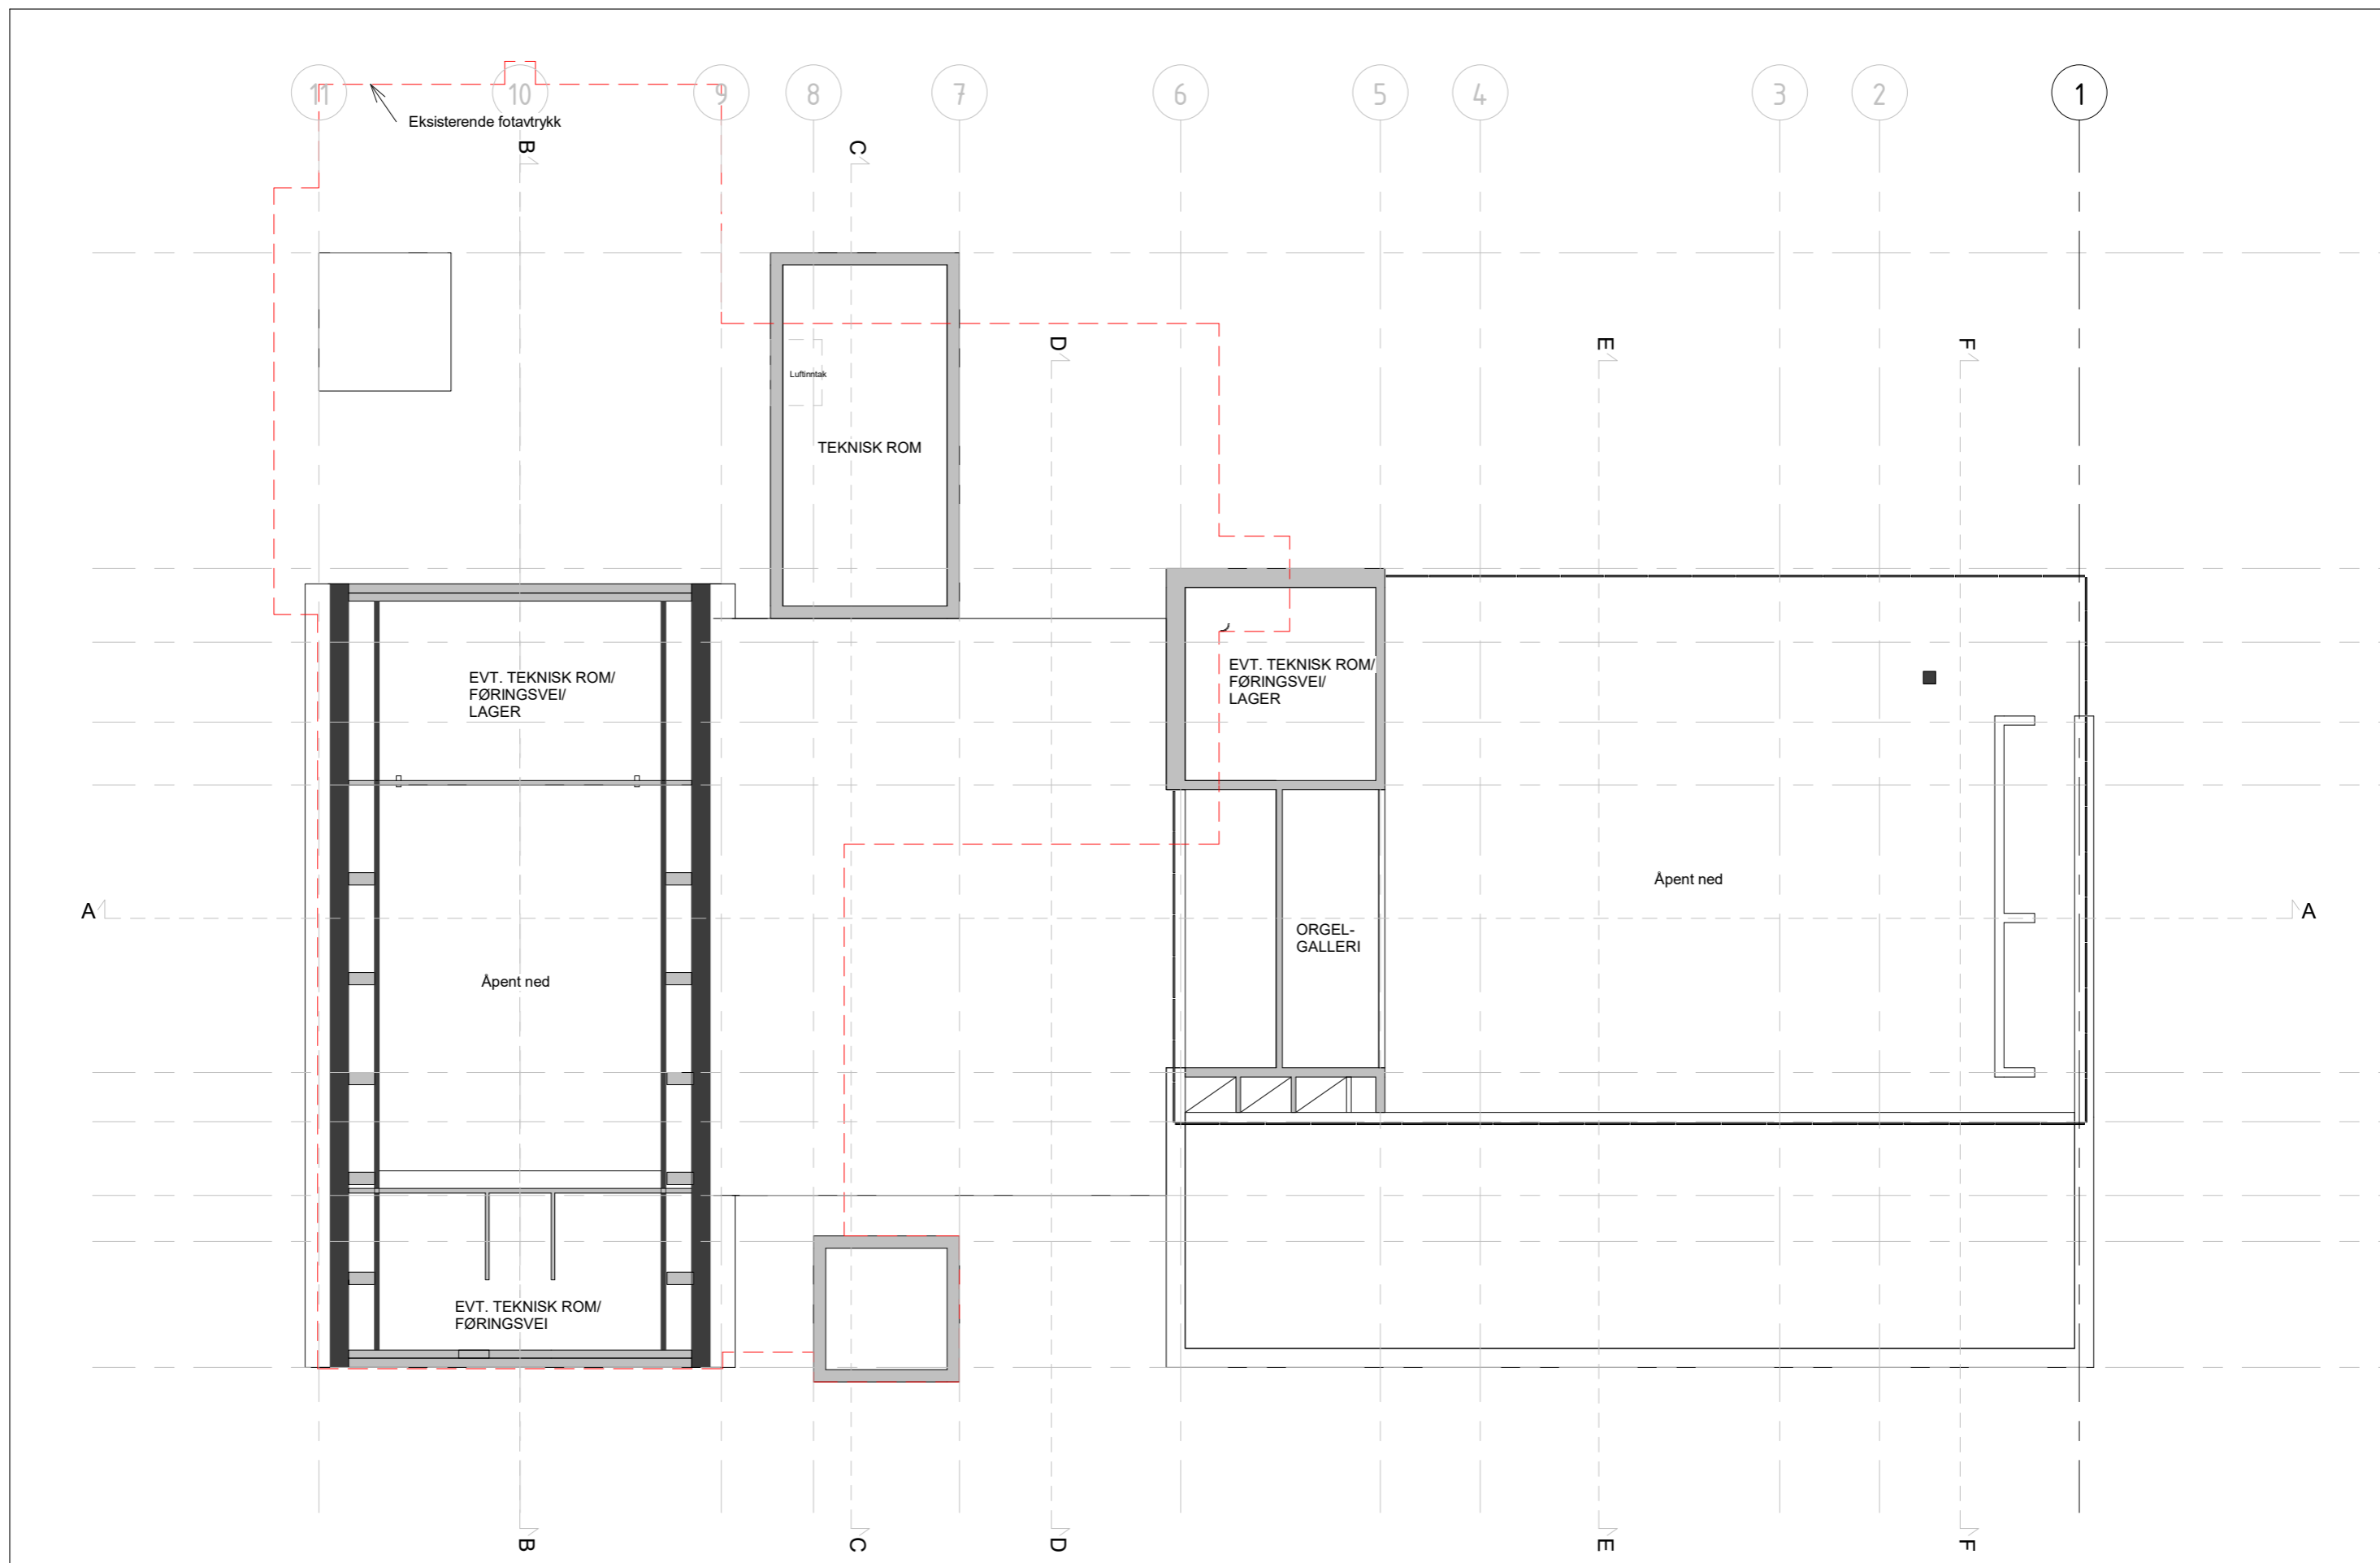 11 10 9 8 7 6 5 4 3 2 1
Eksisterende fotavtrykk
B C
D E F
Luftinntak
TEKNISK ROM
EVT. TEKNISK ROM/
FØRINGSVEI/
LAGER
EVT. TEKNISK ROM/
FØRINGSVEI/
LAGER
Åpent ned
A A
ORGEL-
GALLERI
Åpent ned
EVT. TEKNISK ROM/
FØRINGSVEI
B C D E F